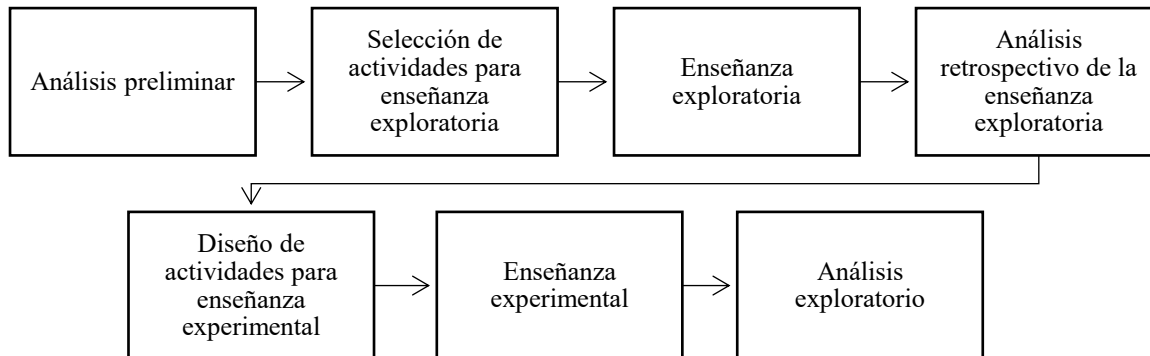 Análisis preliminar
Selección de
actividades para
enseñanza
exploratoria
Enseñanza
exploratoria
Análisis
retrospectivo de la
enseñanza
exploratoria
Diseño de
actividades para
enseñanza
experimental
Enseñanza
experimental
Análisis
exploratorio